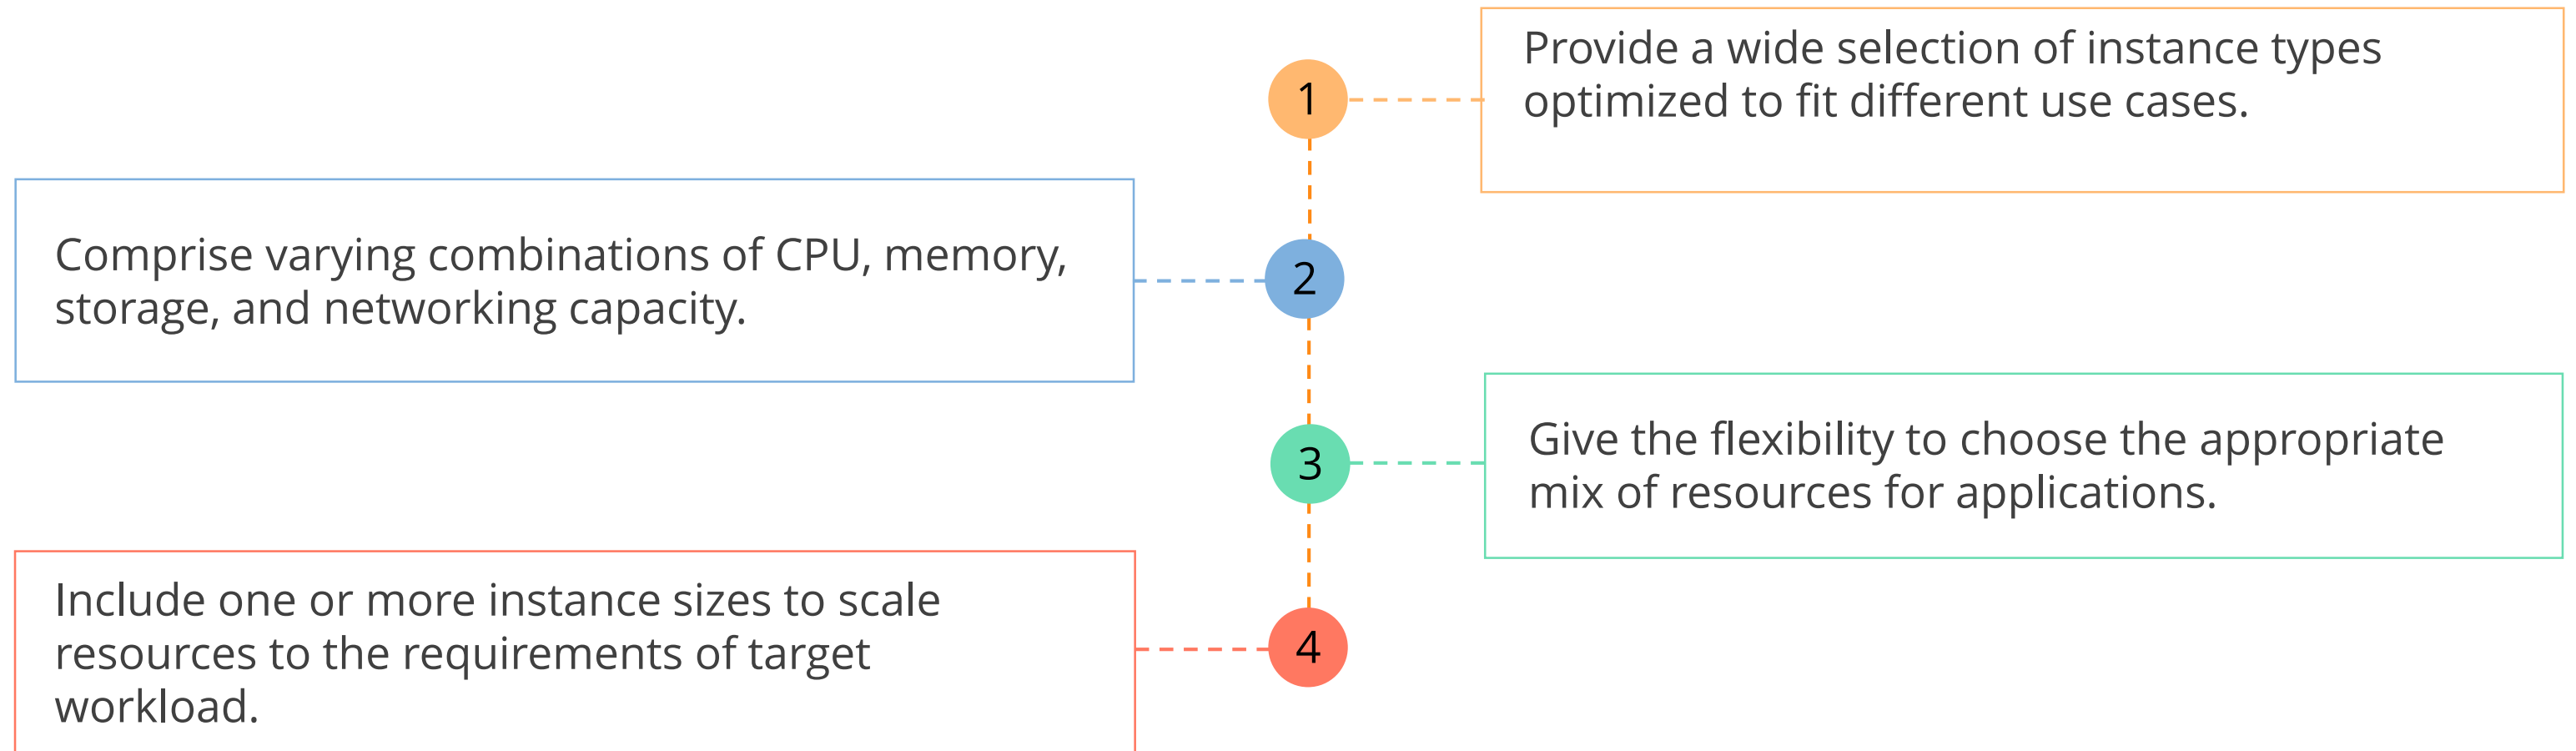 1
Provide a wide selection of instance types
optimized to fit different use cases.
2
Comprise varying combinations of CPU, memory,
storage, and networking capacity.
3
Give the flexibility to choose the appropriate
mix of resources for applications.
4
Include one or more instance sizes to scale
resources to the requirements of target
workload.